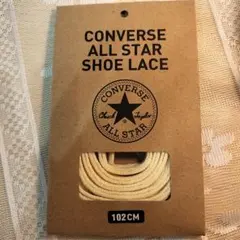 CONVERSE
ALL STAR
SHOE LACE
CONVERSE
Chuck Taylor
ALL STAR
102CM